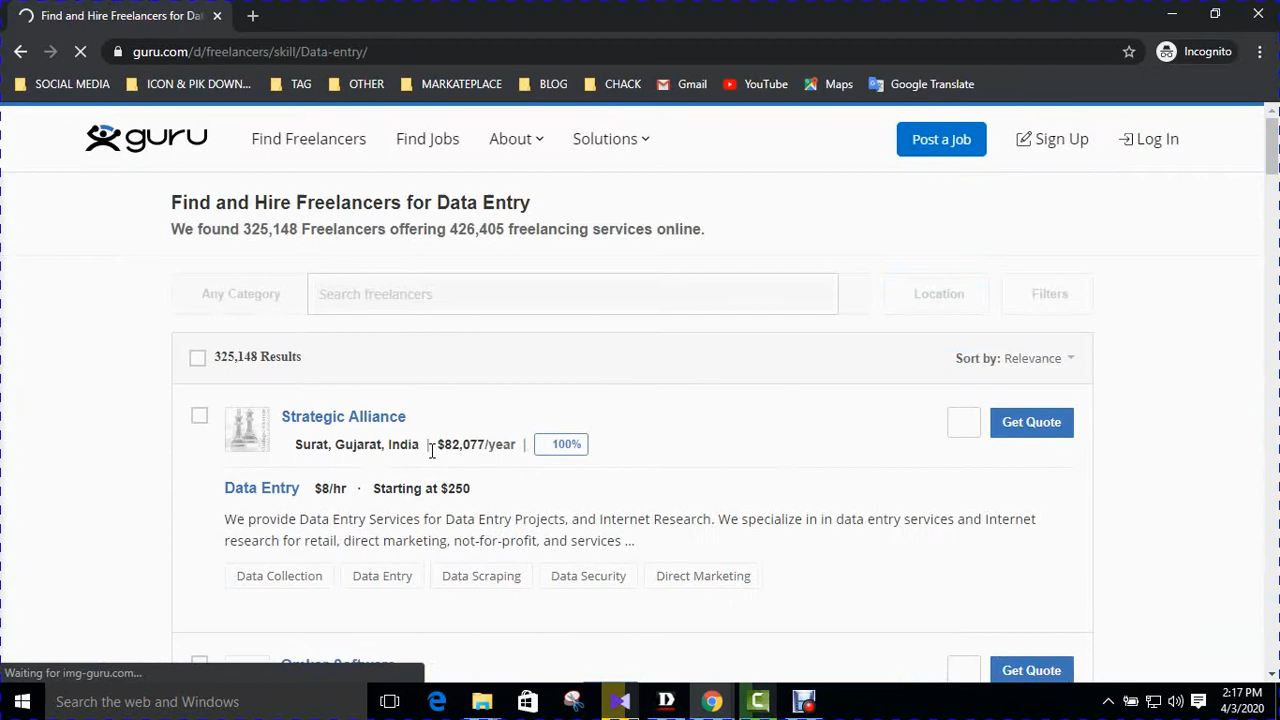 Find and Hire Freelancers for Da
guru.com/d/freelancers/skill/Data-entry/
Incognito
SOCIAL MEDIA ICON & PIK DOWN... TAG OTHER MARKATEPLACE BLOG CHACK Gmail YouTube Maps Google Translate
guru Find Freelancers Find Jobs About Solutions Post a Job Sign Up Log In
Find and Hire Freelancers for Data Entry
We found 325,148 Freelancers offering 426,405 freelancing services online.
Any Category Search freelancers Location Filters
325,148 Results Sort by: Relevance
Strategic Alliance
Get Quote
Surat, Gujarat, India | $82,077/year | 100%
Data Entry $8/hr · Starting at $250
We provide Data Entry Services for Data Entry Projects, and Internet Research. We specialize in in data entry services and Internet
research for retail, direct marketing, not-for-profit, and services ...
Data Collection Data Entry Data Scraping Data Security Direct Marketing
Omkar Software
Get Quote
Waiting for img-guru.com...
Search the web and Windows
2:17 PM
4/3/2020